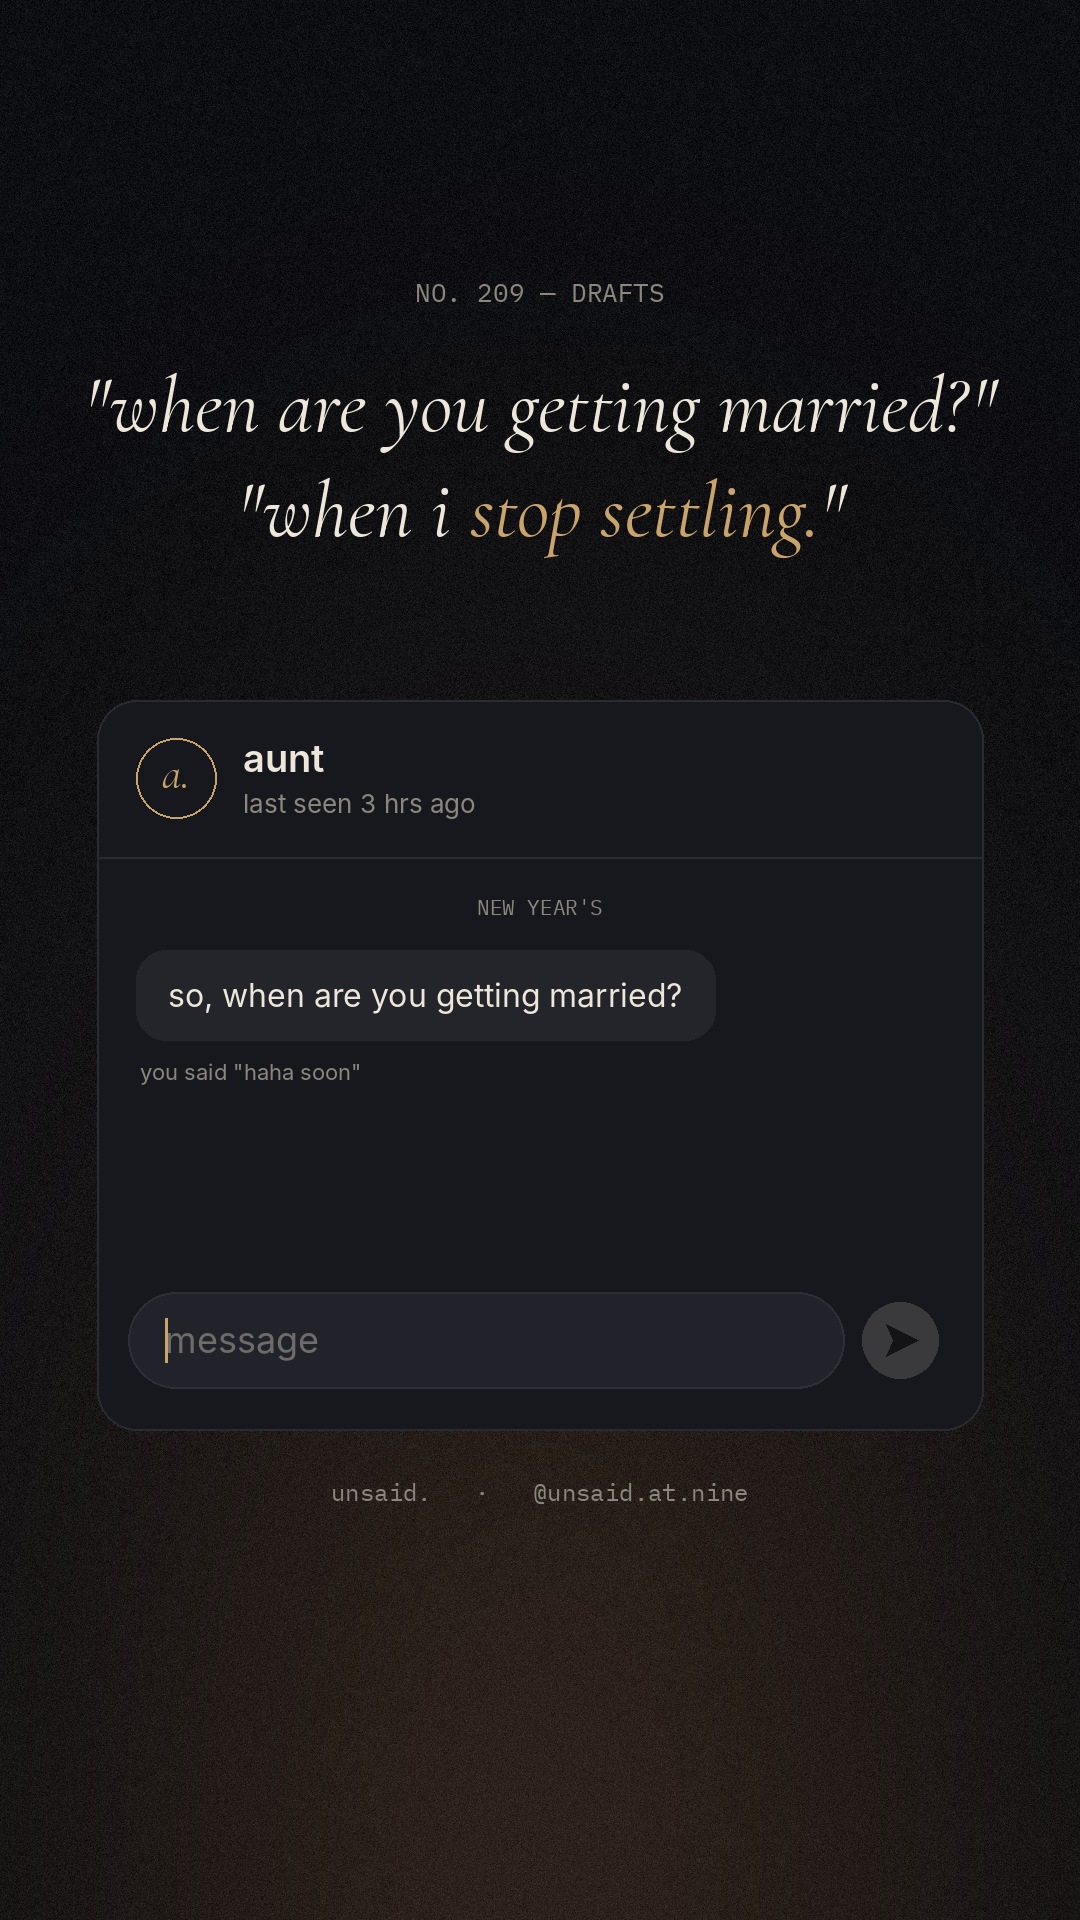 NO. 209 — DRAFTS
"when are you getting married?"
"when i stop settling."
a.
aunt
last seen 3 hrs ago
NEW YEAR'S
so, when are you getting married?
you said "haha soon"
message
unsaid. · @unsaid.at.nine